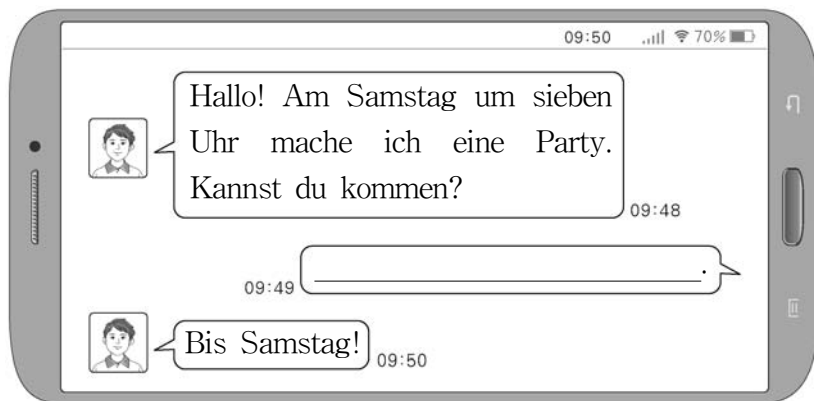 09:50 70%
Hallo! Am Samstag um sieben
Uhr mache ich eine Party.
Kannst du kommen?
09:48
.
09:49
Bis Samstag!
09:50